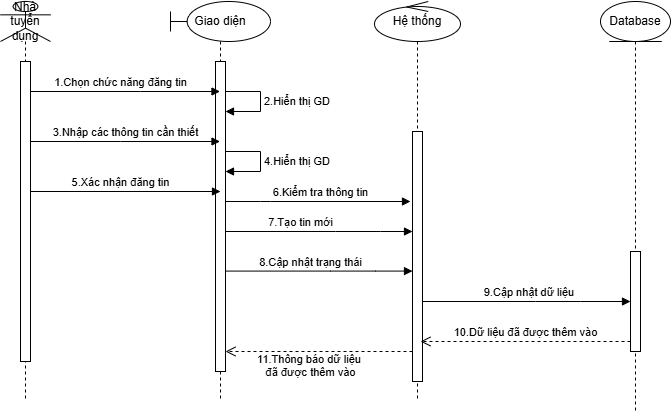 Nhà
tuyển
dụng
Giao diện
Hệ thống
Database
1.Chọn chức năng đăng tin
2.Hiển thị GD
3.Nhập các thông tin cần thiết
4.Hiển thị GD
5.Xác nhận đăng tin
6.Kiểm tra thông tin
7.Tạo tin mới
8.Cập nhật trạng thái
9.Cập nhật dữ liệu
10.Dữ liệu đã được thêm vào
11.Thông báo dữ liệu
đã được thêm vào